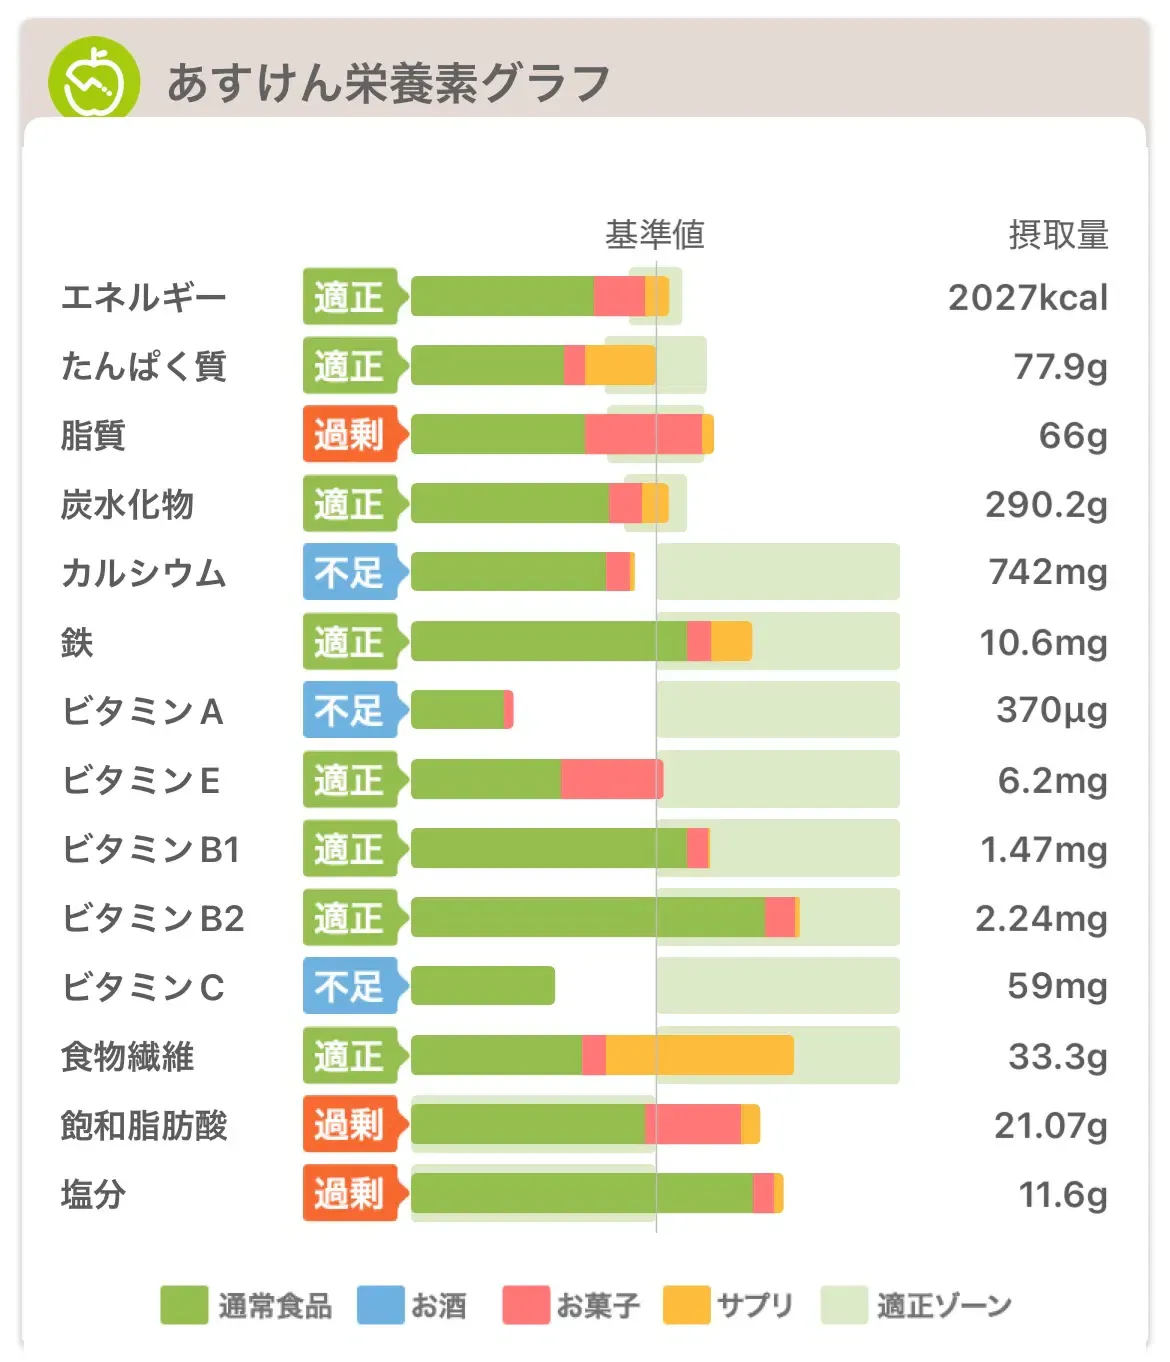 あすけん栄養素グラフ
基準値 摂取量
エネルギー 適正 2027kcal
たんぱく質 適正 77.9g
脂質 過剰 66g
炭水化物 適正 290.2g
カルシウム 不足 742mg
鉄 適正 10.6mg
ビタミンA 不足 370μg
ビタミンE 適正 6.2mg
ビタミンB1 適正 1.47mg
ビタミンB2 適正 2.24mg
ビタミンC 不足 59mg
食物繊維 適正 33.3g
飽和脂肪酸 過剰 21.07g
塩分 過剰 11.6g
通常食品 お酒 お菓子 サプリ 適正ゾーン